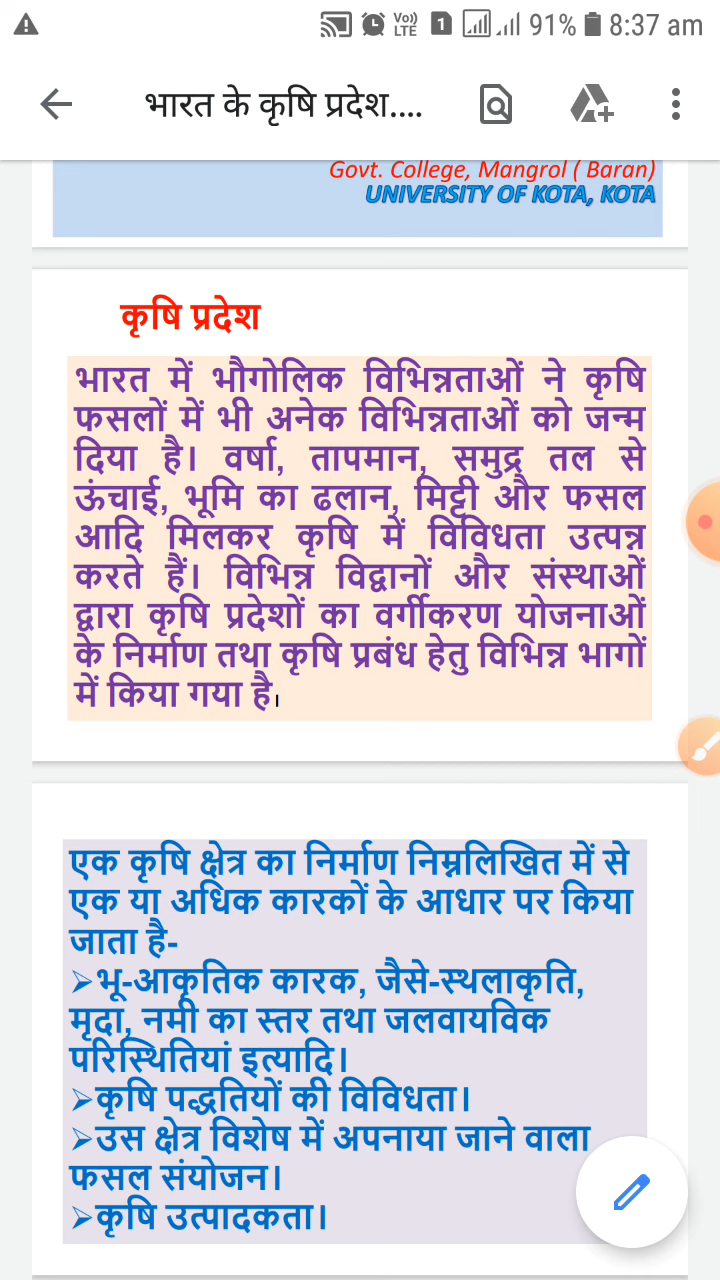 Vo)) LTE 1 91% 8:37 am
भारत के कृषि प्रदेश....
Govt. College, Mangrol ( Baran)
UNIVERSITY OF KOTA, KOTA
कृषि प्रदेश
भारत में भौगोलिक विभिन्नताओं ने कृषि
फसलों में भी अनेक विभिन्नताओं को जन्म
दिया है। वर्षा, तापमान, समुद्र तल से
ऊंचाई, भूमि का ढलान, मिट्टी और फसल
आदि मिलकर कृषि में विविधता उत्पन्न
करते हैं। विभिन्न विद्वानों और संस्थाओं
द्वारा कृषि प्रदेशों का वर्गीकरण योजनाओं
के निर्माण तथा कृषि प्रबंध हेतु विभिन्न भागों
में किया गया है।
एक कृषि क्षेत्र का निर्माण निम्नलिखित में से
एक या अधिक कारकों के आधार पर किया
जाता है-
➢भू-आकृतिक कारक, जैसे-स्थलाकृति,
मृदा, नमी का स्तर तथा जलवायविक
परिस्थितियां इत्यादि।
➢कृषि पद्धतियों की विविधता।
➢उस क्षेत्र विशेष में अपनाया जाने वाला
फसल संयोजन।
➢कृषि उत्पादकता।